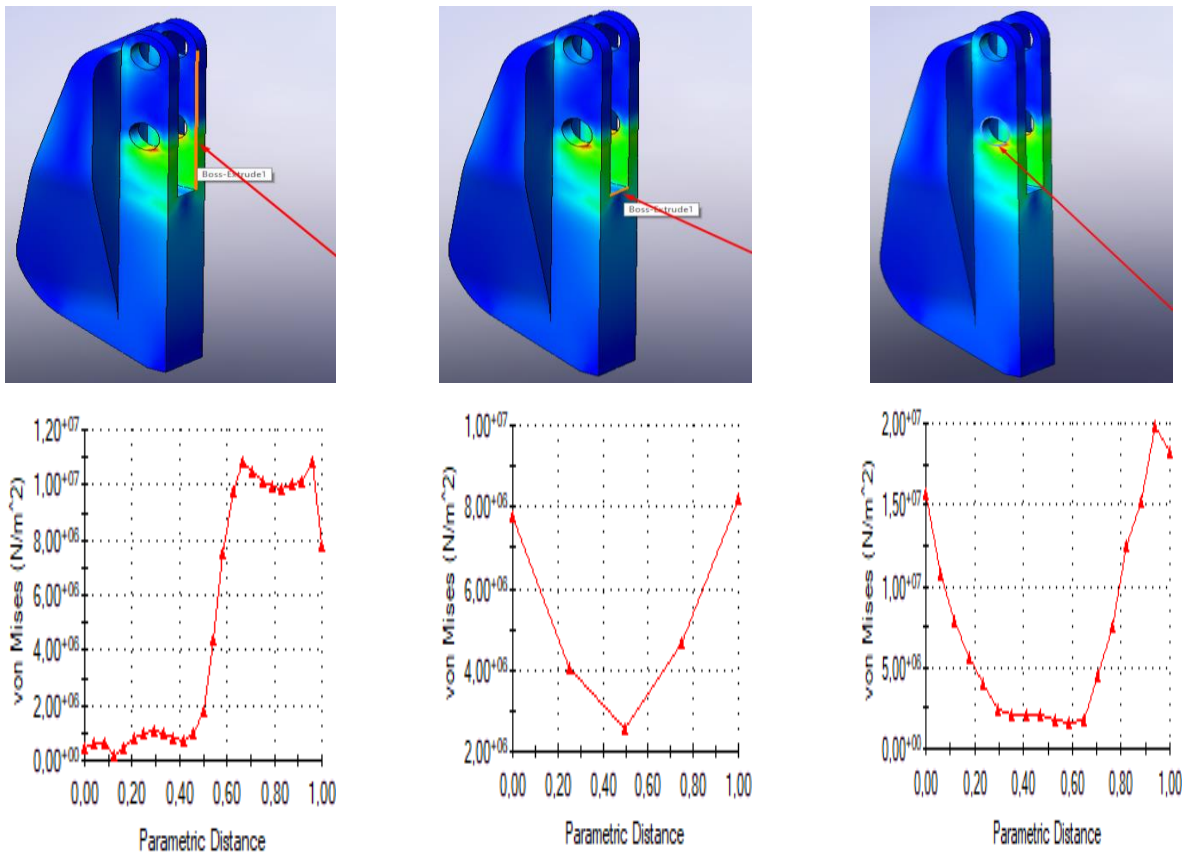 Boss-Extrude1
Boss-Extrude1
von Mises (N/m^2)
1,20+07
1,00+07
8,00+06
6,00+06
4,00+06
2,00+06
0,00+00
0,00 0,20 0,40 0,60 0,80 1,00
Parametric Distance
von Mises (N/m^2)
1,00+07
8,00+06
6,00+06
4,00+06
2,00+06
0,00 0,20 0,40 0,60 0,80 1,00
Parametric Distance
von Mises (N/m^2)
2,00+07
1,50+07
1,00+07
5,00+06
0,00+00
0,00 0,20 0,40 0,60 0,80 1,00
Parametric Distance